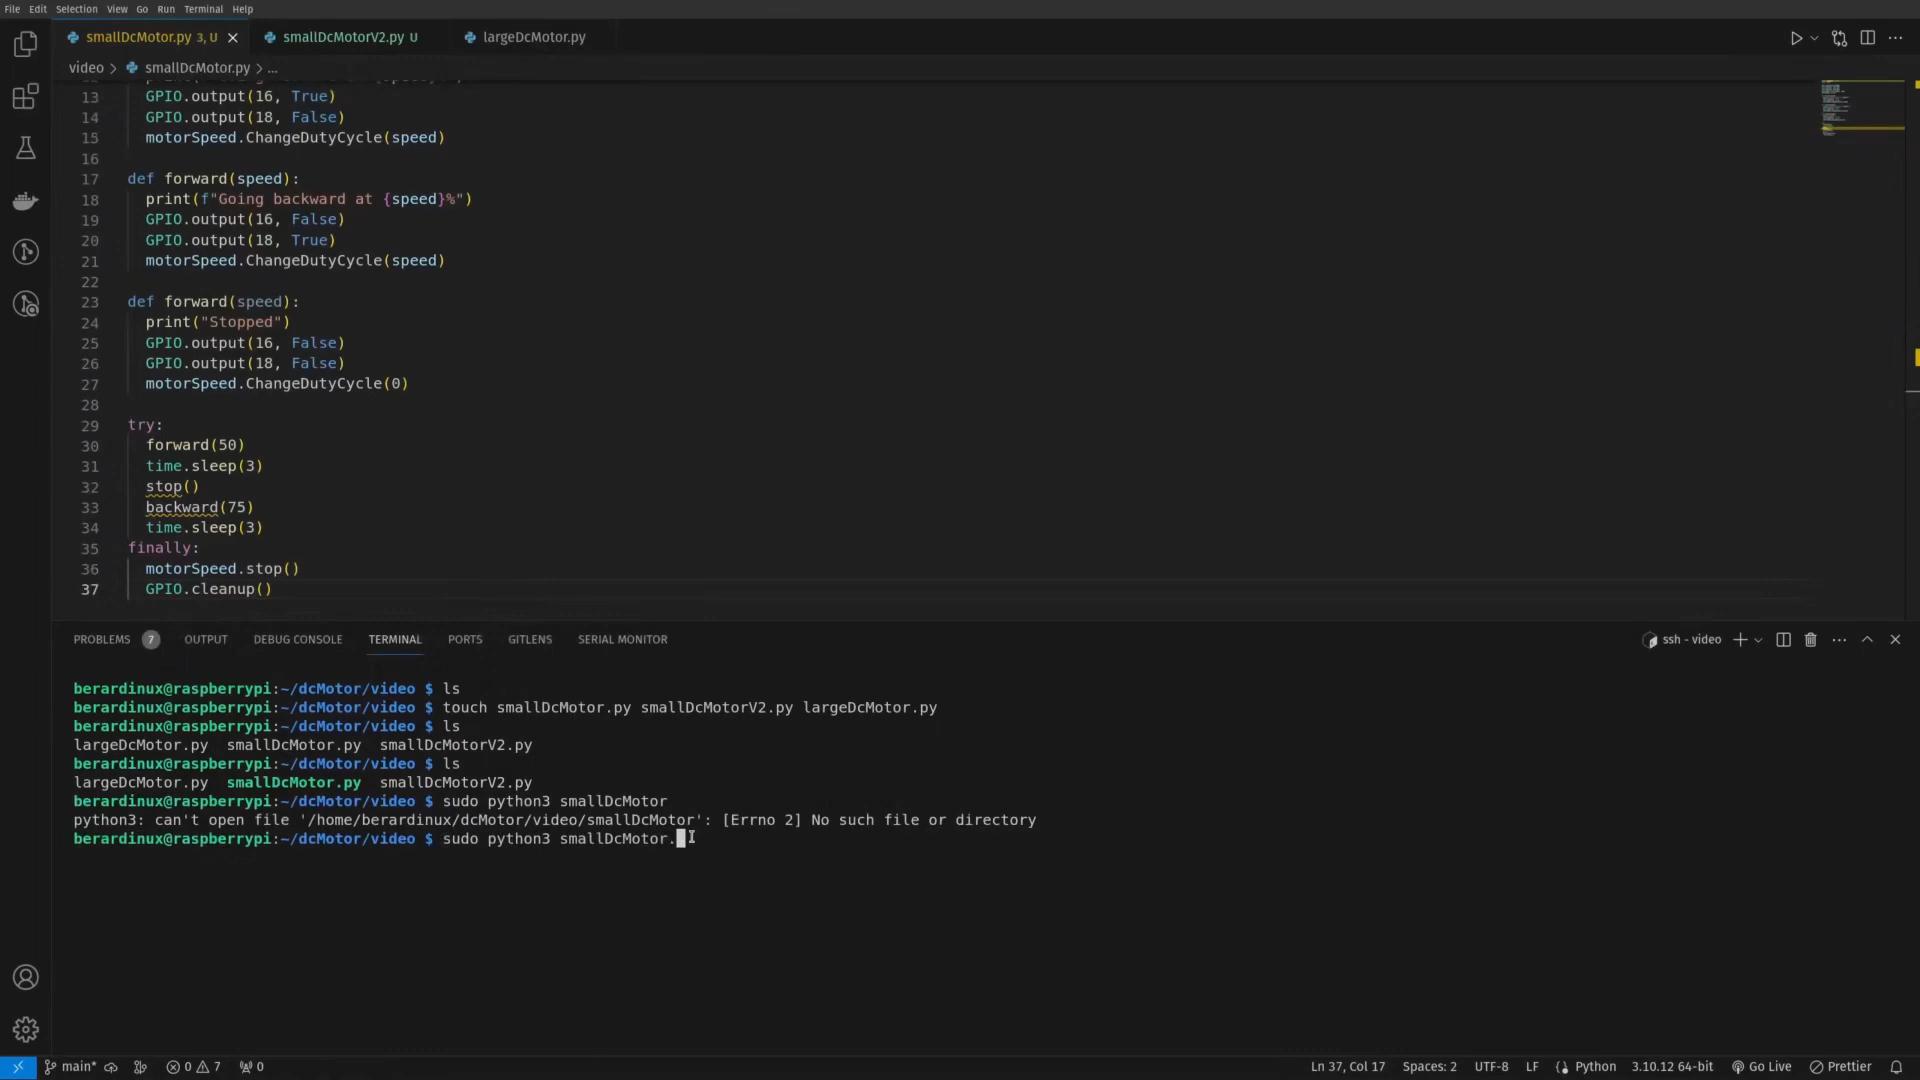 File Edit Selection View Go Run Terminal Help
smallDcMotor.py 3, U
smallDcMotorV2.py U
largeDcMotor.py
video > smallDcMotor.py > ...
13 GPIO.output(16, True)
14 GPIO.output(18, False)
15 motorSpeed.ChangeDutyCycle(speed)
16
17 def forward(speed):
18 print(f"Going backward at {speed}%")
19 GPIO.output(16, False)
20 GPIO.output(18, True)
21 motorSpeed.ChangeDutyCycle(speed)
22
23 def forward(speed):
24 print("Stopped")
25 GPIO.output(16, False)
26 GPIO.output(18, False)
27 motorSpeed.ChangeDutyCycle(0)
28
29 try:
30 forward(50)
31 time.sleep(3)
32 stop()
33 backward(75)
34 time.sleep(3)
35 finally:
36 motorSpeed.stop()
37 GPIO.cleanup()
PROBLEMS 7 OUTPUT DEBUG CONSOLE TERMINAL PORTS GITLENS SERIAL MONITOR ssh - video
berardinux@raspberrypi:~/dcMotor/video $ ls
berardinux@raspberrypi:~/dcMotor/video $ touch smallDcMotor.py smallDcMotorV2.py largeDcMotor.py
berardinux@raspberrypi:~/dcMotor/video $ ls
largeDcMotor.py smallDcMotor.py smallDcMotorV2.py
berardinux@raspberrypi:~/dcMotor/video $ ls
largeDcMotor.py smallDcMotor.py smallDcMotorV2.py
berardinux@raspberrypi:~/dcMotor/video $ sudo python3 smallDcMotor
python3: can't open file '/home/berardinux/dcMotor/video/smallDcMotor': [Errno 2] No such file or directory
berardinux@raspberrypi:~/dcMotor/video $ sudo python3 smallDcMotor.
main* 0 7 0 Ln 37, Col 17 Spaces: 2 UTF-8 LF Python 3.10.12 64-bit Go Live Prettier